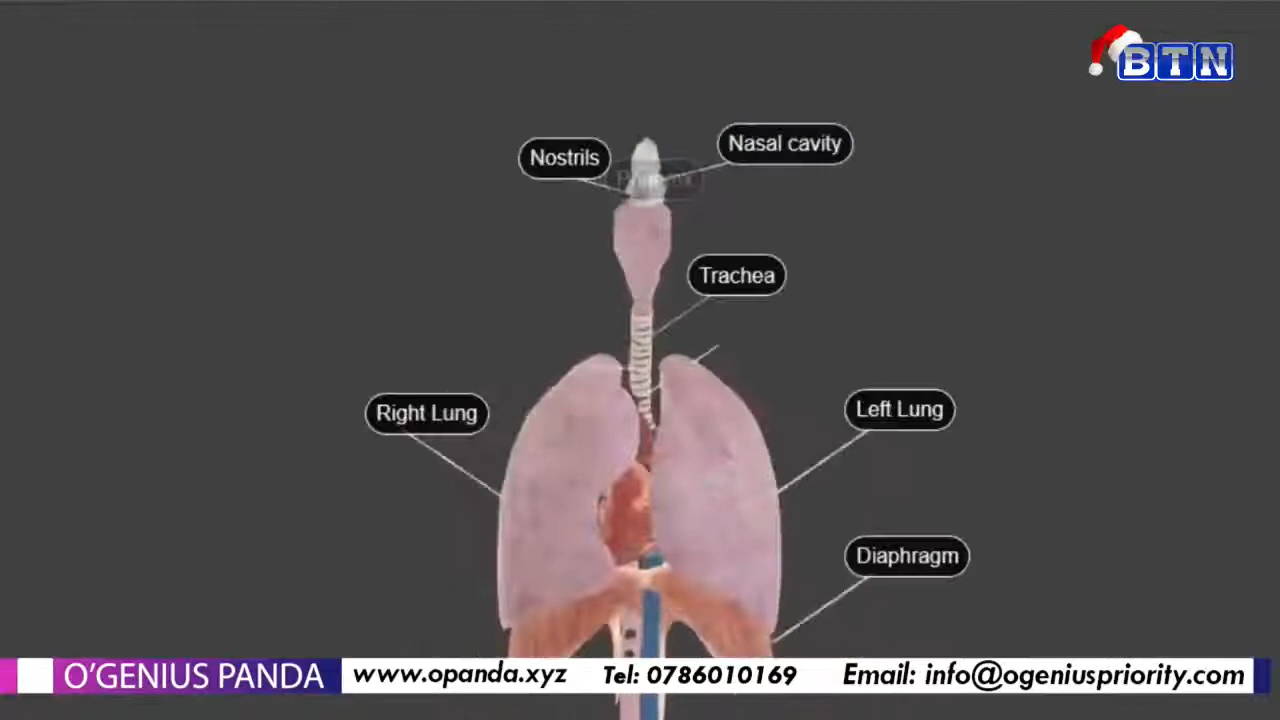 BTN
Nostrils
Nasal cavity
Trachea
Right Lung
Left Lung
Diaphragm
O'GENIUS PANDA
www.opanda.xyz
Tel: 0786010169
Email: info@ogeniuspriority.com